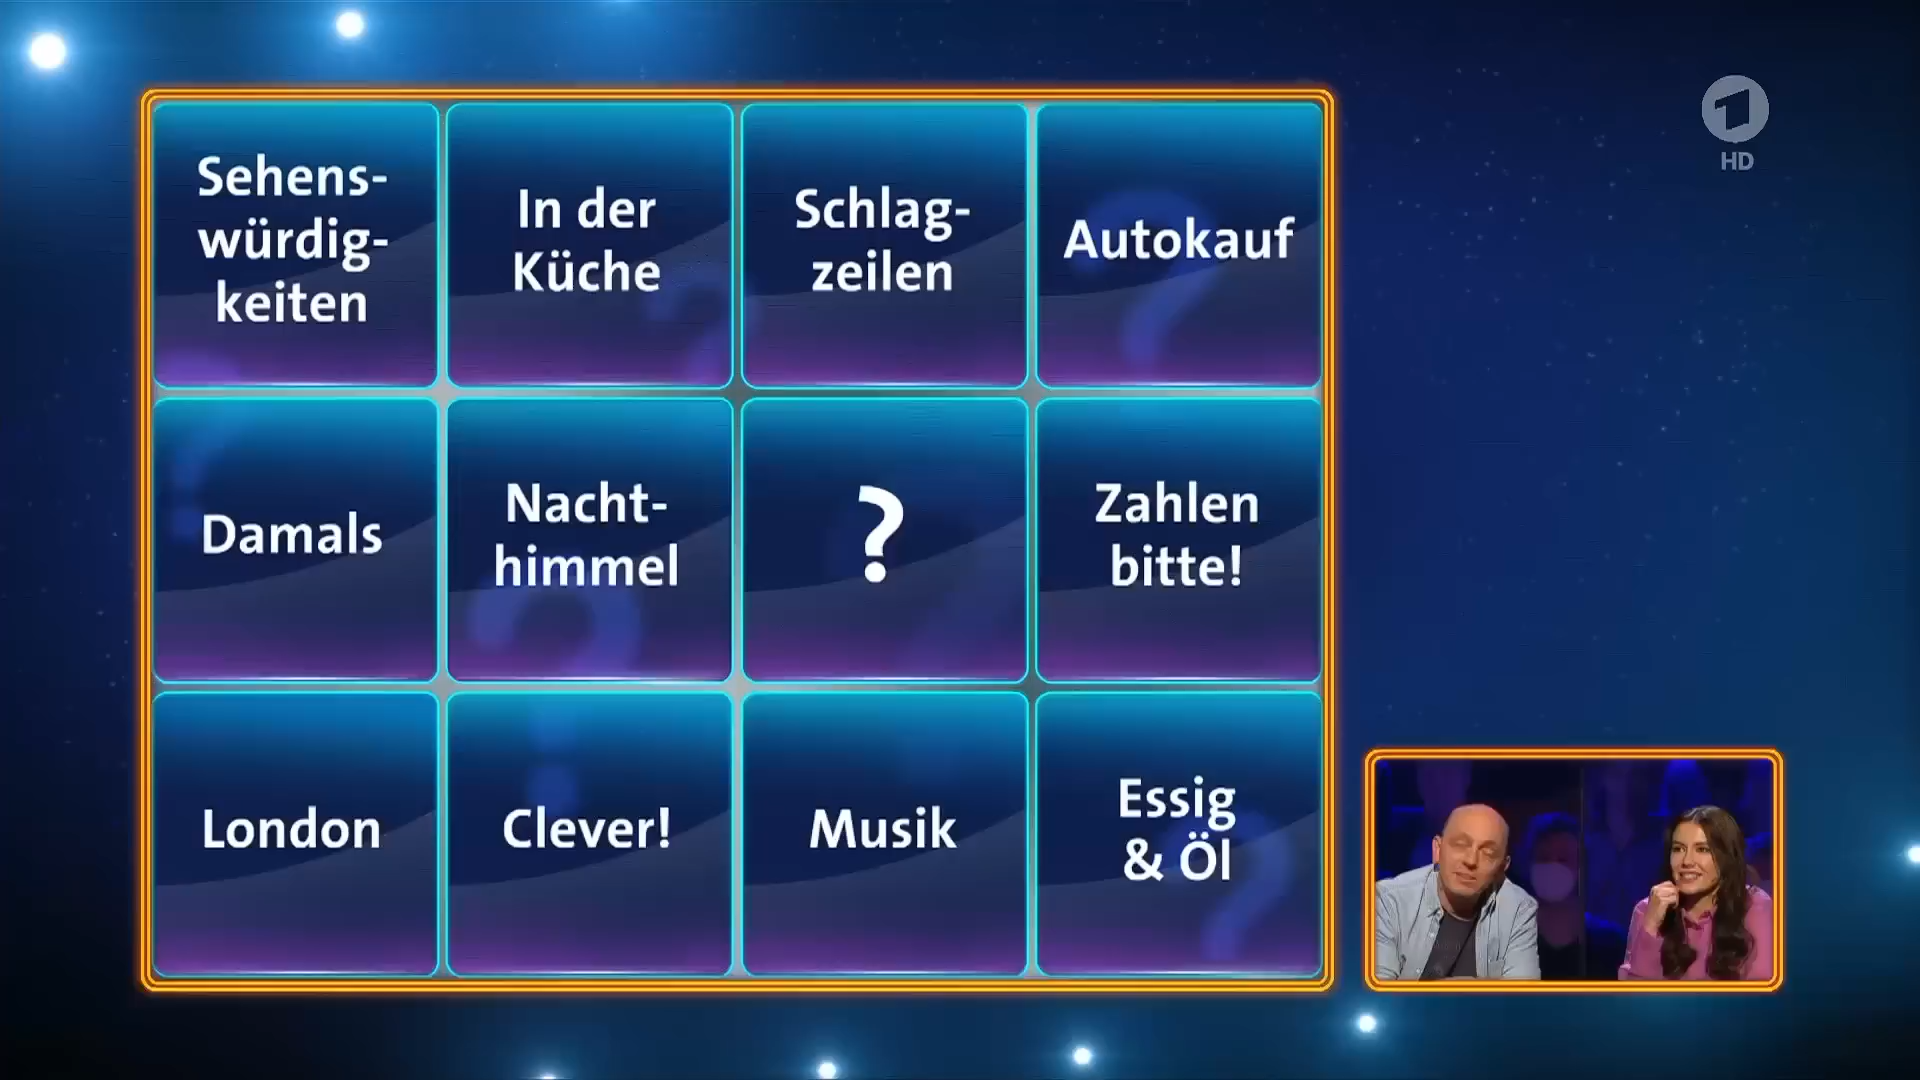 Sehens-
würdig-
keiten
In der
Küche
Schlag-
zeilen
Autokauf
Damals
Nacht-
himmel
?
Zahlen
bitte!
London
Clever!
Musik
Essig
& Öl
1
HD